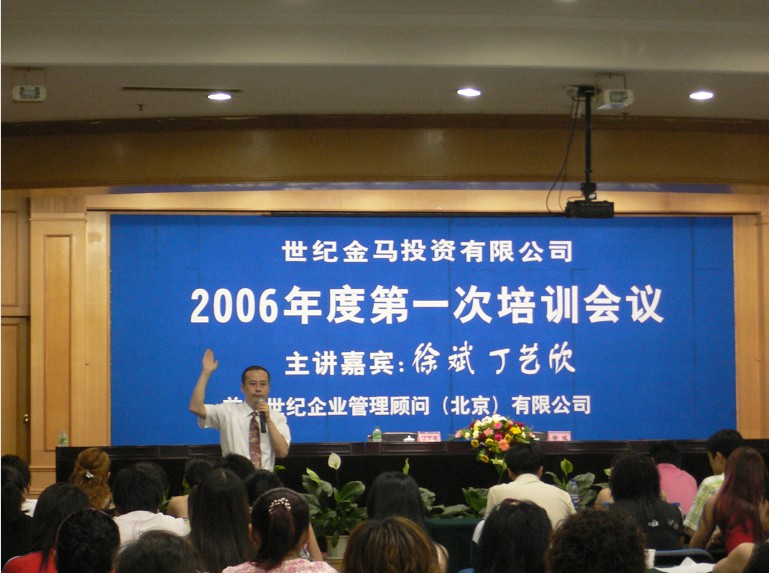 世纪金马投资有限公司
2006年度第一次培训会议
主讲嘉宾：徐斌 丁艺欣
世纪企业管理顾问（北京）有限公司